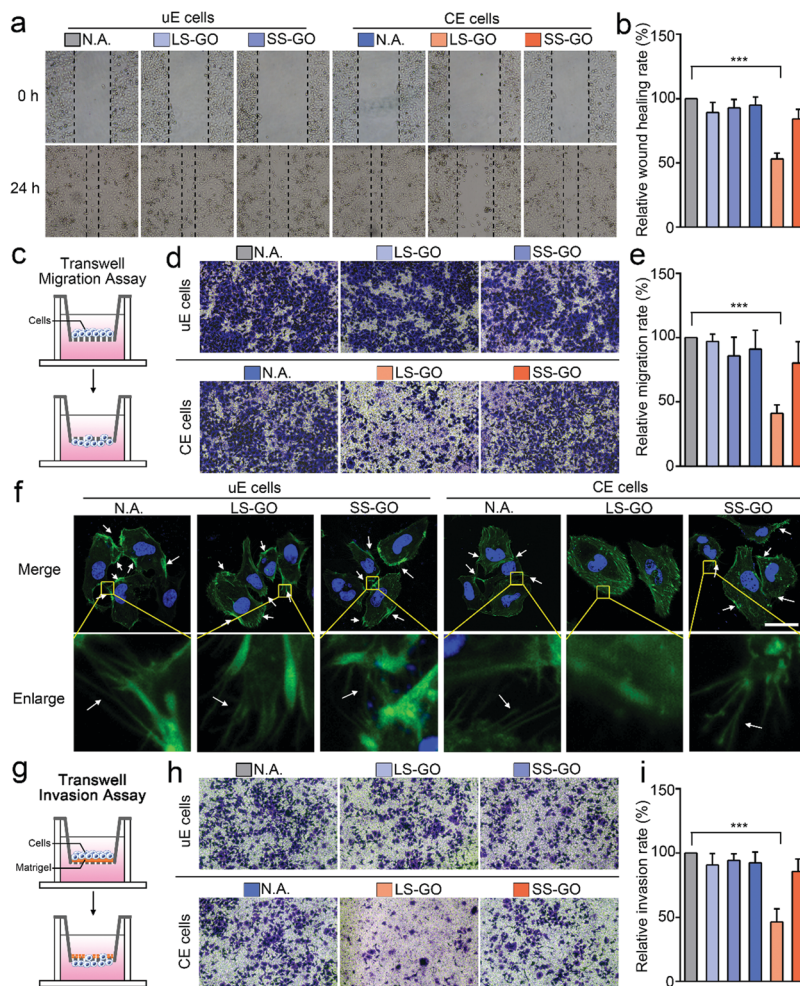 a
uE cells
CE cells
N.A. LS-GO SS-GO N.A. LS-GO SS-GO
0 h
24 h
b
Relative wound healing rate (%)
150
100
50
0
***
c
Transwell
Migration Assay
Cells
d
N.A. LS-GO SS-GO
uE cells
N.A. LS-GO SS-GO
CE cells
e
Relative migration rate (%)
150
100
50
0
***
f
uE cells
CE cells
N.A. LS-GO SS-GO N.A. LS-GO SS-GO
Merge
Enlarge
g
Transwell
Invasion Assay
Cells
Matrigel
h
N.A. LS-GO SS-GO
uE cells
N.A. LS-GO SS-GO
CE cells
i
Relative invasion rate (%)
150
100
50
0
***